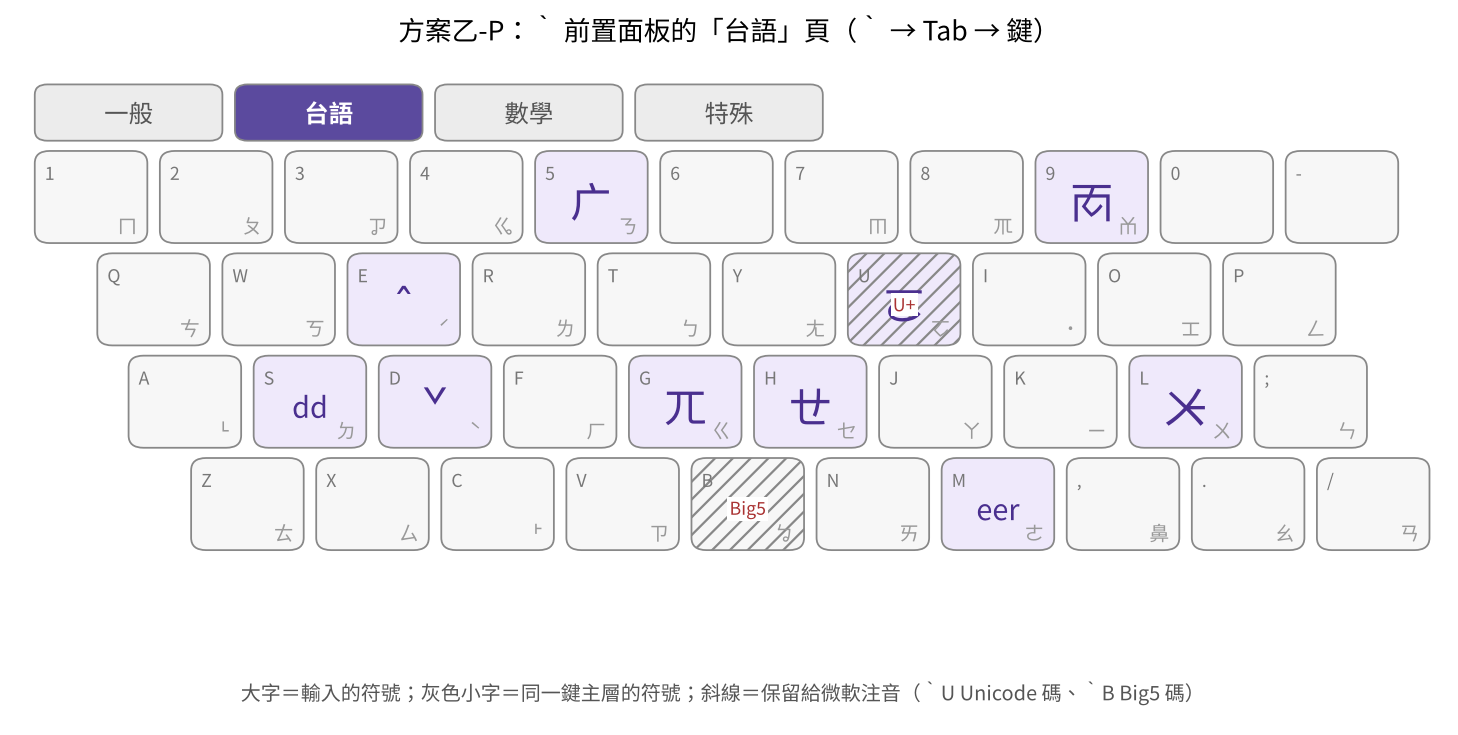 方案乙-P：ˋ 前置面板的「台語」頁（ˋ → Tab → 鍵）
一般 台語 數學 特殊
1 ㄇ 2 ㄆ 3 ㄗ 4 5 ㄋ 6 7 8 9 0 -
Q ㄘ W ㄎ E ˆ ˊ R ㄌ T ㄅ Y ㄤ U U+ I ˙ O ㄥ P ㄥ
A S dd ㄉ D ˇ ˋ F ㄏ G ㄍ H ㄝ ㄝ J ㄚ K ㄧ L ㄨ ; ㄣ
Z ㄊ X ㄙ C V ㄗ B Big5 N ㄞ M eer ㄜ , 鼻 . ㄠ / ㄢ
大字＝輸入的符號；灰色小字＝同一鍵主層的符號；斜線＝保留給微軟注音（ˋ U Unicode 碼、ˋ B Big5 碼）